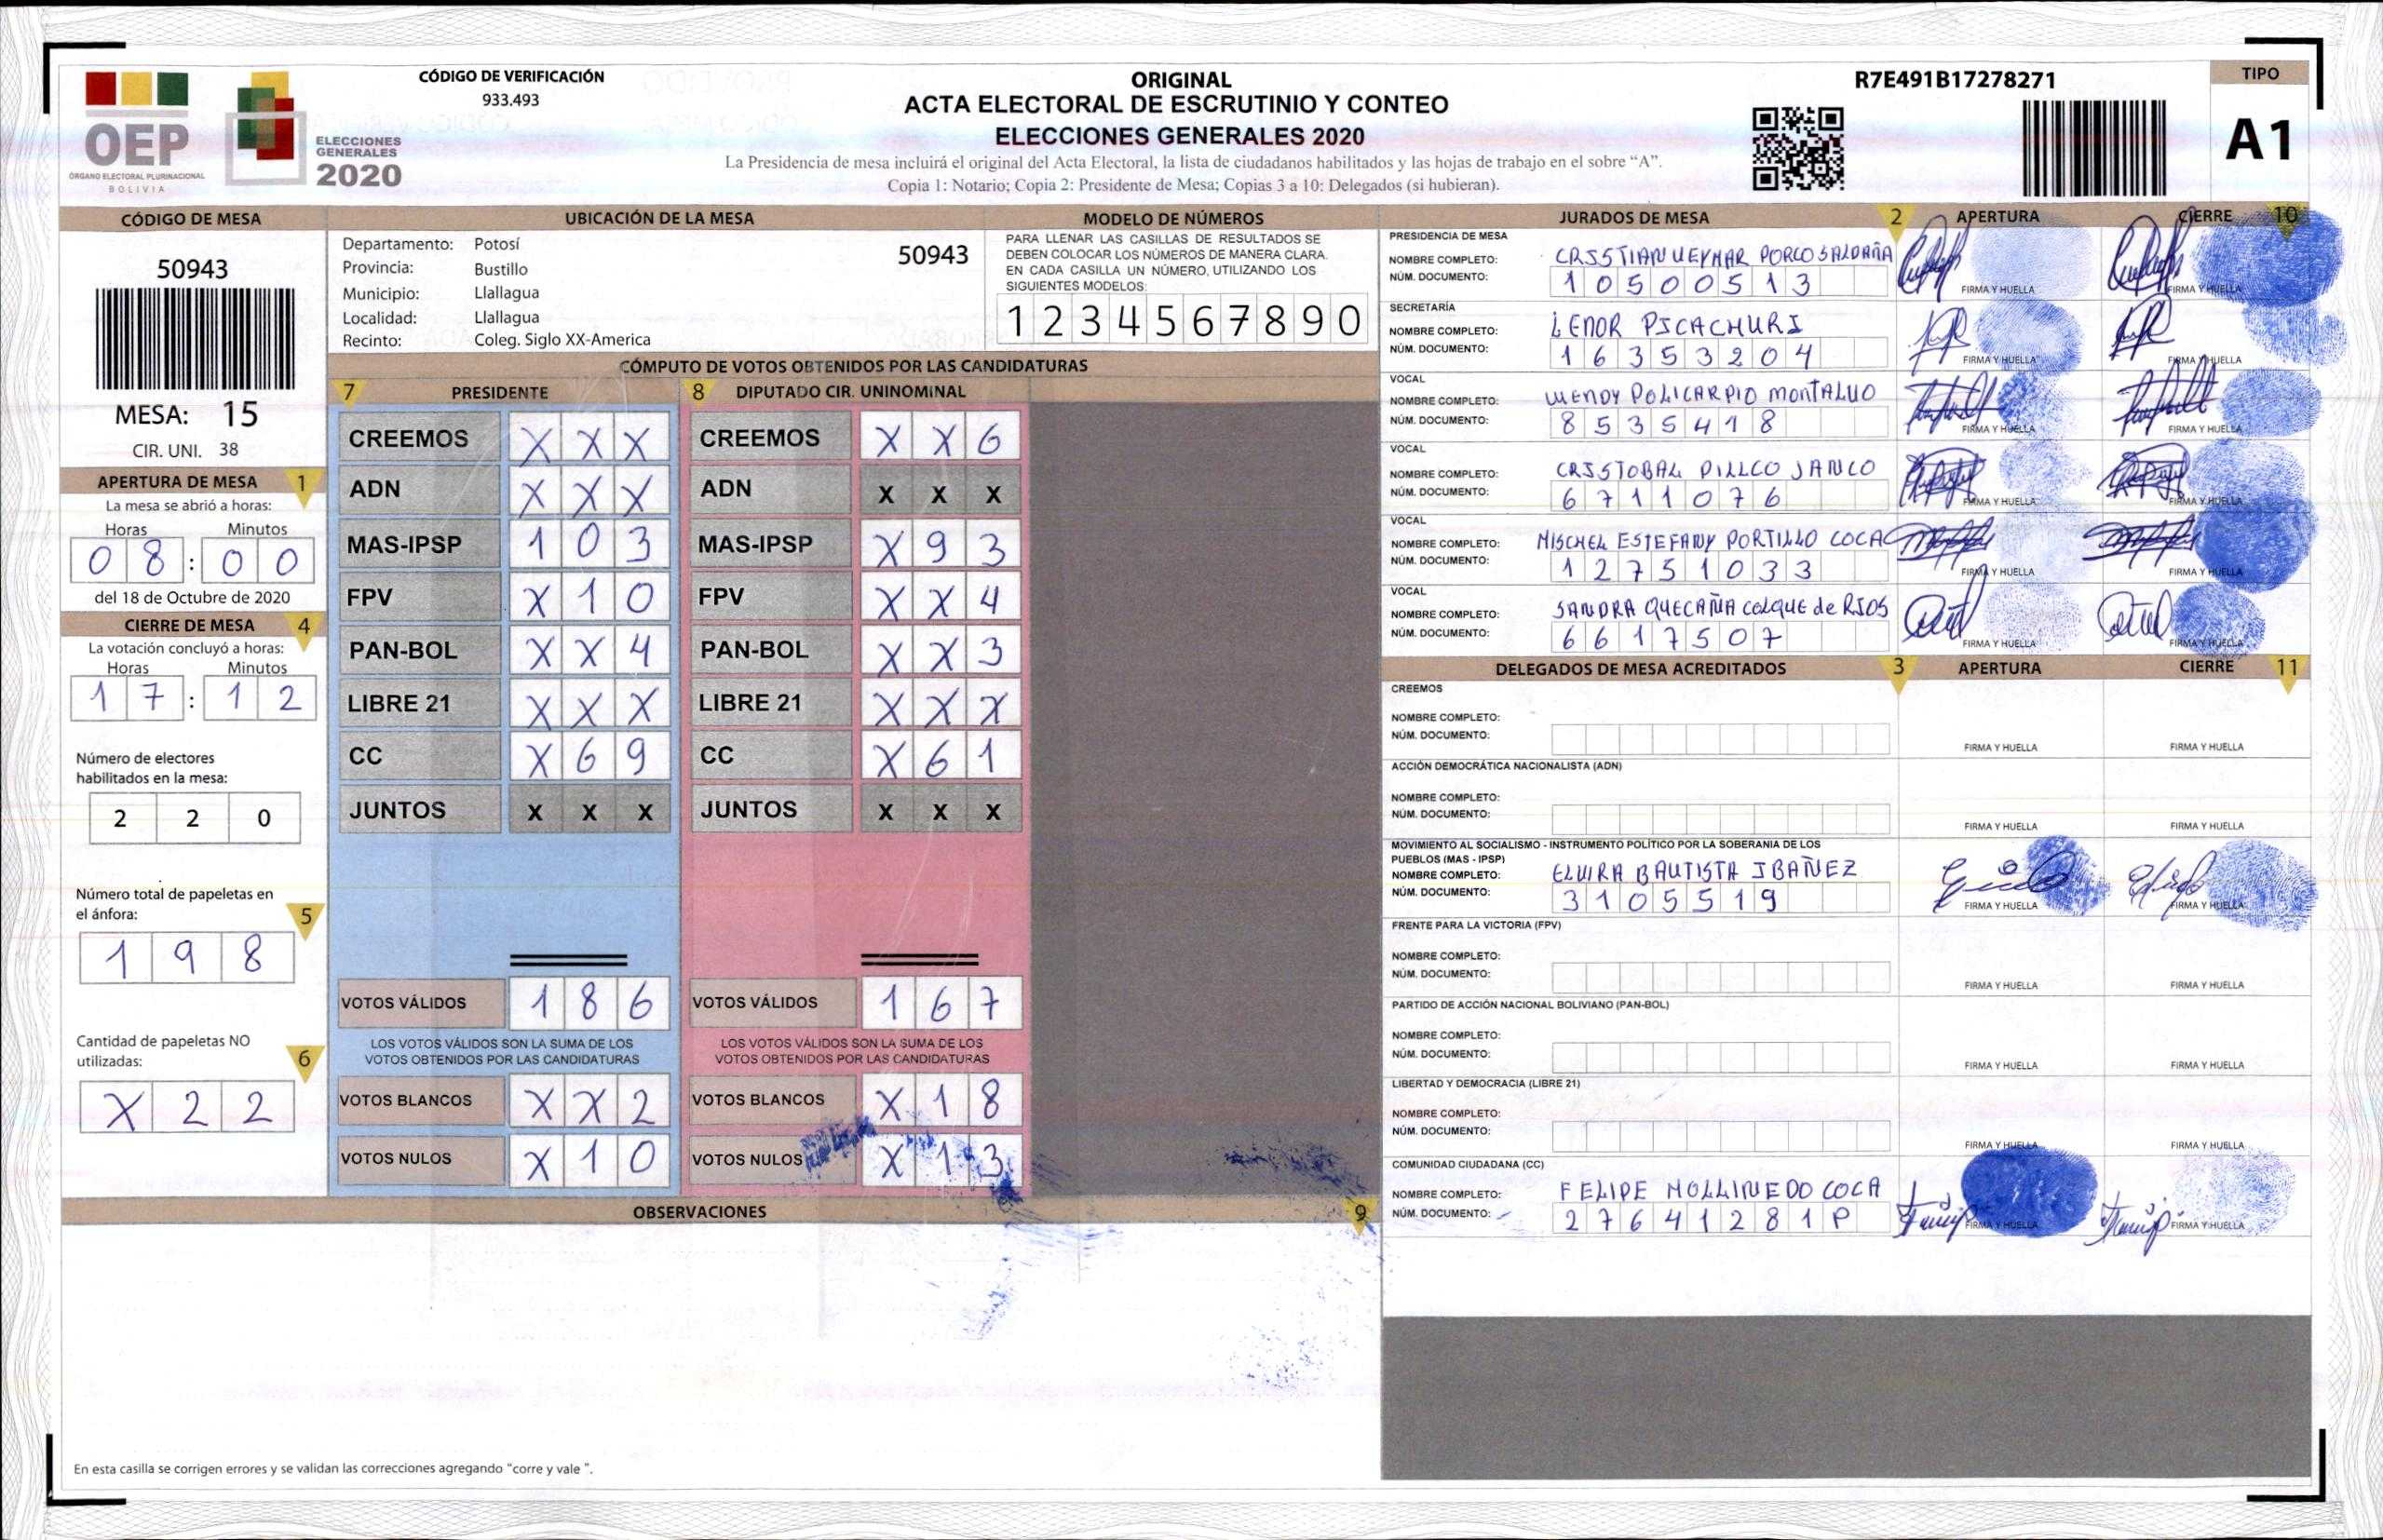 OEP
ÓRGANO ELECTORAL PLURINACIONAL
BOLIVIA
ELECCIONES
GENERALES
2020
CÓDIGO DE VERIFICACIÓN
933.493
ORIGINAL
ACTA ELECTORAL DE ESCRUTINIO Y CONTEO
ELECCIONES GENERALES 2020
La Presidencia de mesa incluirá el original del Acta Electoral, la lista de ciudadanos habilitados y las hojas de trabajo en el sobre “A”.
Copia 1: Notario; Copia 2: Presidente de Mesa; Copias 3 a 10: Delegados (si hubieran).
R7E491B17278271
TIPO
A1
CÓDIGO DE MESA
50943
MESA: 15
CIR. UNI. 38
APERTURA DE MESA 1
La mesa se abrió a horas:
Horas Minutos
0 8 : 0 0
del 18 de Octubre de 2020
CIERRE DE MESA 4
La votación concluyó a horas:
Horas Minutos
1 7 : 1 2
Número de electores
habilitados en la mesa:
2 2 0
Número total de papeletas en
el ánfora: 5
1 9 8
Cantidad de papeletas NO
utilizadas: 6
X 2 2
UBICACIÓN DE LA MESA
Departamento: Potosí 50943
Provincia: Bustillo
Municipio: Llallagua
Localidad: Llallagua
Recinto: Coleg. Siglo XX-America
MODELO DE NÚMEROS
PARA LLENAR LAS CASILLAS DE RESULTADOS SE
DEBEN COLOCAR LOS NÚMEROS DE MANERA CLARA.
EN CADA CASILLA UN NÚMERO, UTILIZANDO LOS
SIGUIENTES MODELOS:
1 2 3 4 5 6 7 8 9 0
CÓMPUTO DE VOTOS OBTENIDOS POR LAS CANDIDATURAS
7 PRESIDENTE 8 DIPUTADO CIR. UNINOMINAL
CREEMOS X X X CREEMOS X X 6
ADN X X X ADN X X X
MAS-IPSP 1 0 3 MAS-IPSP X 9 3
FPV X 1 0 FPV X X 4
PAN-BOL X X 4 PAN-BOL X X 3
LIBRE 21 X X X LIBRE 21 X X X
CC X 6 9 CC X 6 1
JUNTOS X X X JUNTOS X X X
VOTOS VÁLIDOS 1 8 6 VOTOS VÁLIDOS 1 6 7
LOS VOTOS VÁLIDOS SON LA SUMA DE LOS LOS VOTOS VÁLIDOS SON LA SUMA DE LOS
VOTOS OBTENIDOS POR LAS CANDIDATURAS VOTOS OBTENIDOS POR LAS CANDIDATURAS
VOTOS BLANCOS X X 2 VOTOS BLANCOS X 1 8
VOTOS NULOS X 1 0 VOTOS NULOS X 1 3
OBSERVACIONES 9
En esta casilla se corrigen errores y se validan las correcciones agregando "corre y vale ".
JURADOS DE MESA 2 APERTURA CIERRE 10
PRESIDENCIA DE MESA
NOMBRE COMPLETO: CRISTIAN VEYMAR PORCO SALDAÑA
NÚM. DOCUMENTO: 1 0 5 0 0 5 1 3 FIRMA Y HUELLA FIRMA Y HUELLA
SECRETARÍA
NOMBRE COMPLETO: LENOR PICACHURI
NÚM. DOCUMENTO: 1 6 3 5 3 2 0 4 FIRMA Y HUELLA FIRMA Y HUELLA
VOCAL
NOMBRE COMPLETO: WENDY POLICARPIO MONTALVO
NÚM. DOCUMENTO: 8 5 3 5 4 1 8 FIRMA Y HUELLA FIRMA Y HUELLA
VOCAL
NOMBRE COMPLETO: CRISTOBAL PILLCO JANCO
NÚM. DOCUMENTO: 6 7 1 1 0 7 6 FIRMA Y HUELLA FIRMA Y HUELLA
VOCAL
NOMBRE COMPLETO: MISCHEL ESTEFANY PORTILLO COCA
NÚM. DOCUMENTO: 1 2 7 5 1 0 3 3 FIRMA Y HUELLA FIRMA Y HUELLA
VOCAL
NOMBRE COMPLETO: SANDRA QUECAÑA COLQUE de RIOS
NÚM. DOCUMENTO: 6 6 1 7 5 0 7 FIRMA Y HUELLA FIRMA Y HUELLA
DELEGADOS DE MESA ACREDITADOS 3 APERTURA CIERRE 11
CREEMOS
NOMBRE COMPLETO:
NÚM. DOCUMENTO: FIRMA Y HUELLA FIRMA Y HUELLA
ACCIÓN DEMOCRÁTICA NACIONALISTA (ADN)
NOMBRE COMPLETO:
NÚM. DOCUMENTO: FIRMA Y HUELLA FIRMA Y HUELLA
MOVIMIENTO AL SOCIALISMO - INSTRUMENTO POLÍTICO POR LA SOBERANIA DE LOS
PUEBLOS (MAS - IPSP)
NOMBRE COMPLETO: ELVIRA BAUTISTA IBAÑEZ
NÚM. DOCUMENTO: 3 1 0 5 5 1 9 FIRMA Y HUELLA FIRMA Y HUELLA
FRENTE PARA LA VICTORIA (FPV)
NOMBRE COMPLETO:
NÚM. DOCUMENTO: FIRMA Y HUELLA FIRMA Y HUELLA
PARTIDO DE ACCIÓN NACIONAL BOLIVIANO (PAN-BOL)
NOMBRE COMPLETO:
NÚM. DOCUMENTO: FIRMA Y HUELLA FIRMA Y HUELLA
LIBERTAD Y DEMOCRACIA (LIBRE 21)
NOMBRE COMPLETO:
NÚM. DOCUMENTO: FIRMA Y HUELLA FIRMA Y HUELLA
COMUNIDAD CIUDADANA (CC)
NOMBRE COMPLETO: FELIPE MOLLINEDO COCA
NÚM. DOCUMENTO: 2 7 6 4 1 2 8 1 P FIRMA Y HUELLA FIRMA Y HUELLA